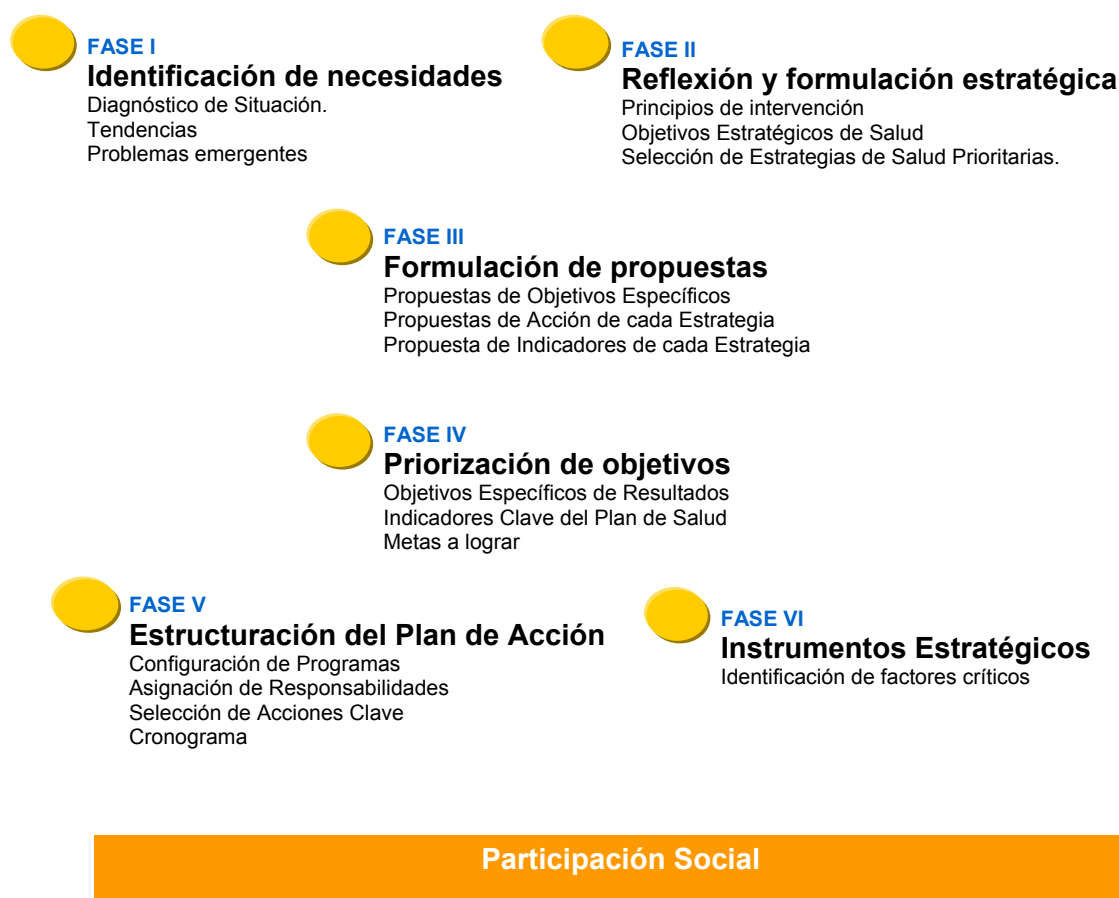 FASE I
Identificación de necesidades
Diagnóstico de Situación.
Tendencias
Problemas emergentes
FASE II
Reflexión y formulación estratégica
Principios de intervención
Objetivos Estratégicos de Salud
Selección de Estrategias de Salud Prioritarias.
FASE III
Formulación de propuestas
Propuestas de Objetivos Específicos
Propuestas de Acción de cada Estrategia
Propuesta de Indicadores de cada Estrategia
FASE IV
Priorización de objetivos
Objetivos Específicos de Resultados
Indicadores Clave del Plan de Salud
Metas a lograr
FASE V
Estructuración del Plan de Acción
Configuración de Programas
Asignación de Responsabilidades
Selección de Acciones Clave
Cronograma
FASE VI
Instrumentos Estratégicos
Identificación de factores críticos
Participación Social